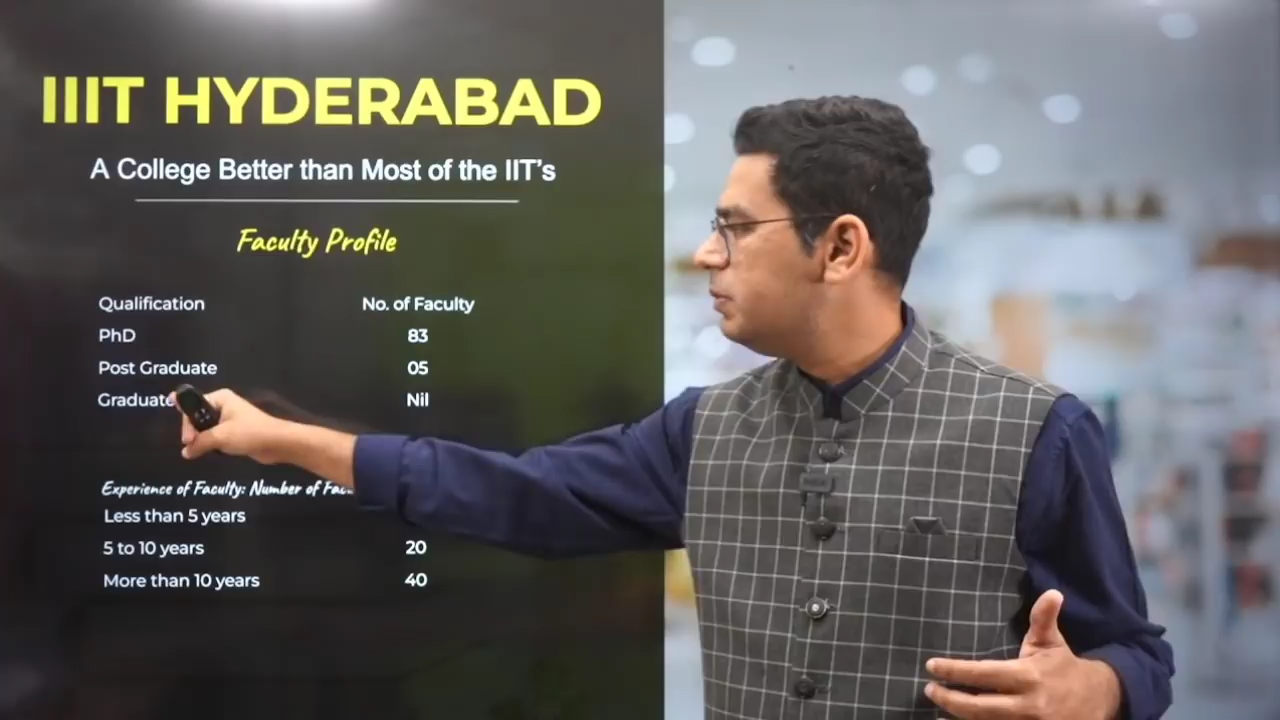 IIIT HYDERABAD
A College Better than Most of the IIT's
Faculty Profile
Qualification No. of Faculty
PhD 83
Post Graduate 05
Graduate Nil
Experience of Faculty: Number of
Less than 5 years
5 to 10 years 20
More than 10 years 40